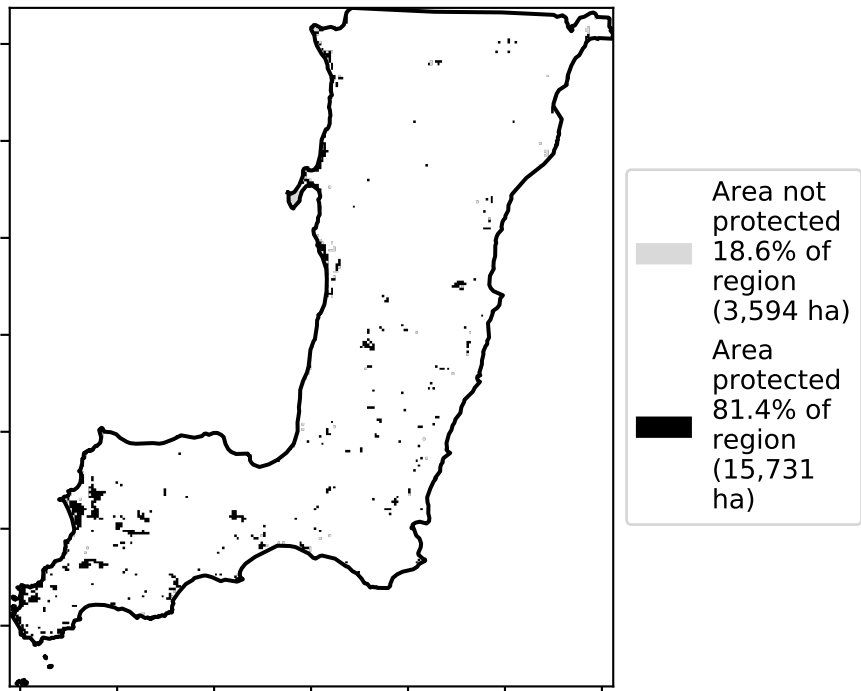 Area not
protected
18.6% of
region
(3,594 ha)
Area
protected
81.4% of
region
(15,731
ha)